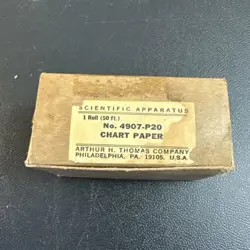 SCIENTIFIC APPARATUS
1 Roll (50 ft.)
No. 4907-P20
CHART PAPER
ARTHUR H. THOMAS COMPANY
PHILADELPHIA, PA. 19105, U.S.A.